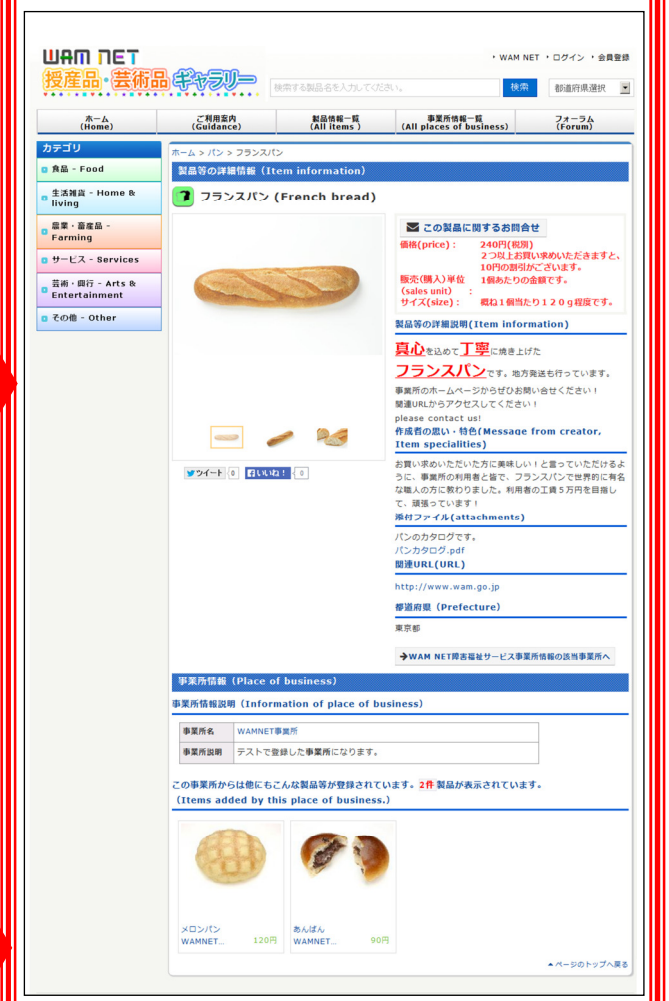 WAM NET
・WAM NET ・ログイン ・会員登録
授産品・芸術品 ギャラリー
検索する製品名を入力してください。
検索
都道府県選択
ホーム
(Home)
ご利用案内
(Guidance)
製品情報一覧
(All items )
事業所情報一覧
(All places of business)
フォーラム
(Forum)
カテゴリ
食品 - Food
生活雑貨 - Home &
living
農業・畜産品 -
Farming
サービス - Services
芸術・興行 - Arts &
Entertainment
その他 - Other
ホーム > パン > フランスパン
製品等の詳細情報（Item information）
フランスパン (French bread)
ツイート 0
いいね！ 0
この製品に関するお問合せ
価格(price)： 240円(税別)
2つ以上お買い求めいただきますと、
10円の割引がございます。
販売(購入)単位 1個あたりの金額です。
(sales unit) ：
サイズ(size)： 概ね1個当たり１２０ｇ程度です。
製品等の詳細説明(Item information)
真心を込めて丁寧に焼き上げた
フランスパンです。地方発送も行っています。
事業所のホームページからぜひお問い合せください！
関連URLからアクセスしてください！
please contact us!
作成者の思い・特色(Message from creator,
Item specialities)
お買い求めいただいた方に美味しい！と言っていただけるよ
うに、事業所の利用者と皆で、フランスパンで世界的に有名
な職人の方に教わりました。利用者の工賃５万円を目指し
て、頑張っています！
添付ファイル(attachments)
パンのカタログです。
パンカタログ.pdf
関連URL(URL)
http://www.wam.go.jp
都道府県（Prefecture）
東京都
WAM NET障害福祉サービス事業所情報の該当事業所へ
事業所情報（Place of business）
事業所情報説明（Information of place of business）
事業所名 WAMNET事業所
事業所説明 テストで登録した事業所になります。
この事業所からは他にもこんな製品等が登録されています。2件 製品が表示されています。
（Items added by this place of business.）
メロンパン
WAMNET... 120円
あんぱん
WAMNET... 90円
▲ページのトップへ戻る